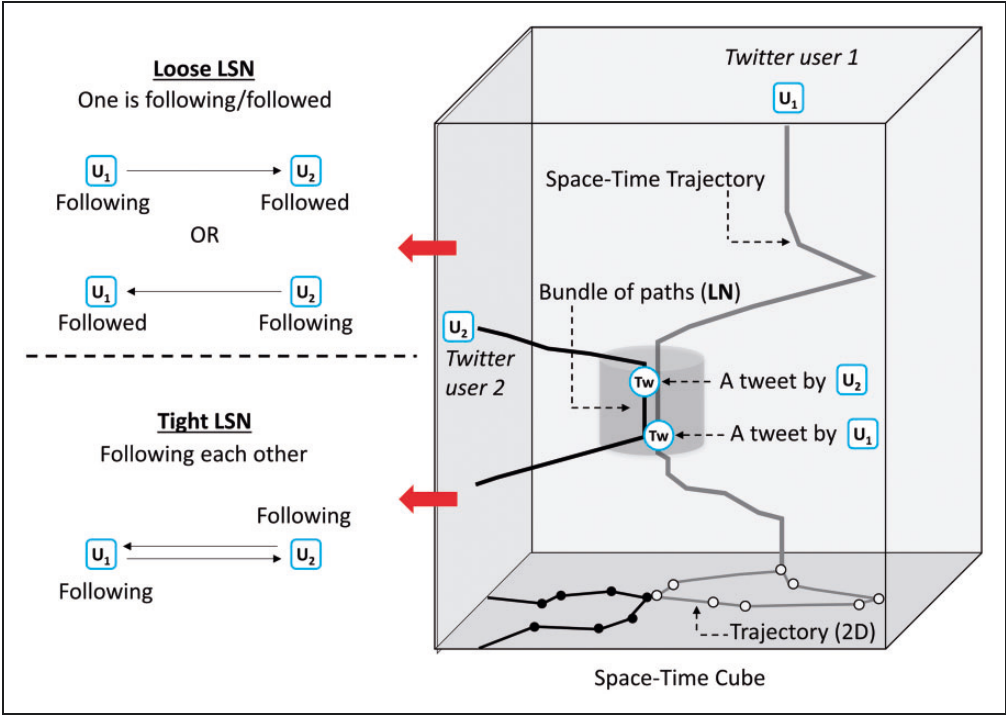 Loose LSN
One is following/followed
U1
U2
Following
Followed
OR
U1
U2
Followed
Following
Tight LSN
Following each other
Following
U1
U2
Following
Twitter user 1
U1
Space-Time Trajectory
Bundle of paths (LN)
U2
Twitter
user 2
Tw
A tweet by U2
Tw
A tweet by U1
Trajectory (2D)
Space-Time Cube